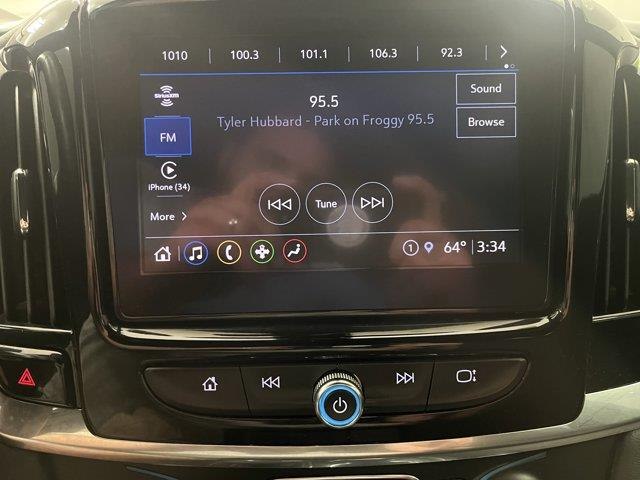 1010 100.3 101.1 106.3 92.3
SiriusXM
95.5
Sound
Tyler Hubbard - Park on Froggy 95.5
Browse
FM
iPhone (34)
Tune
More
1 64° 3:34